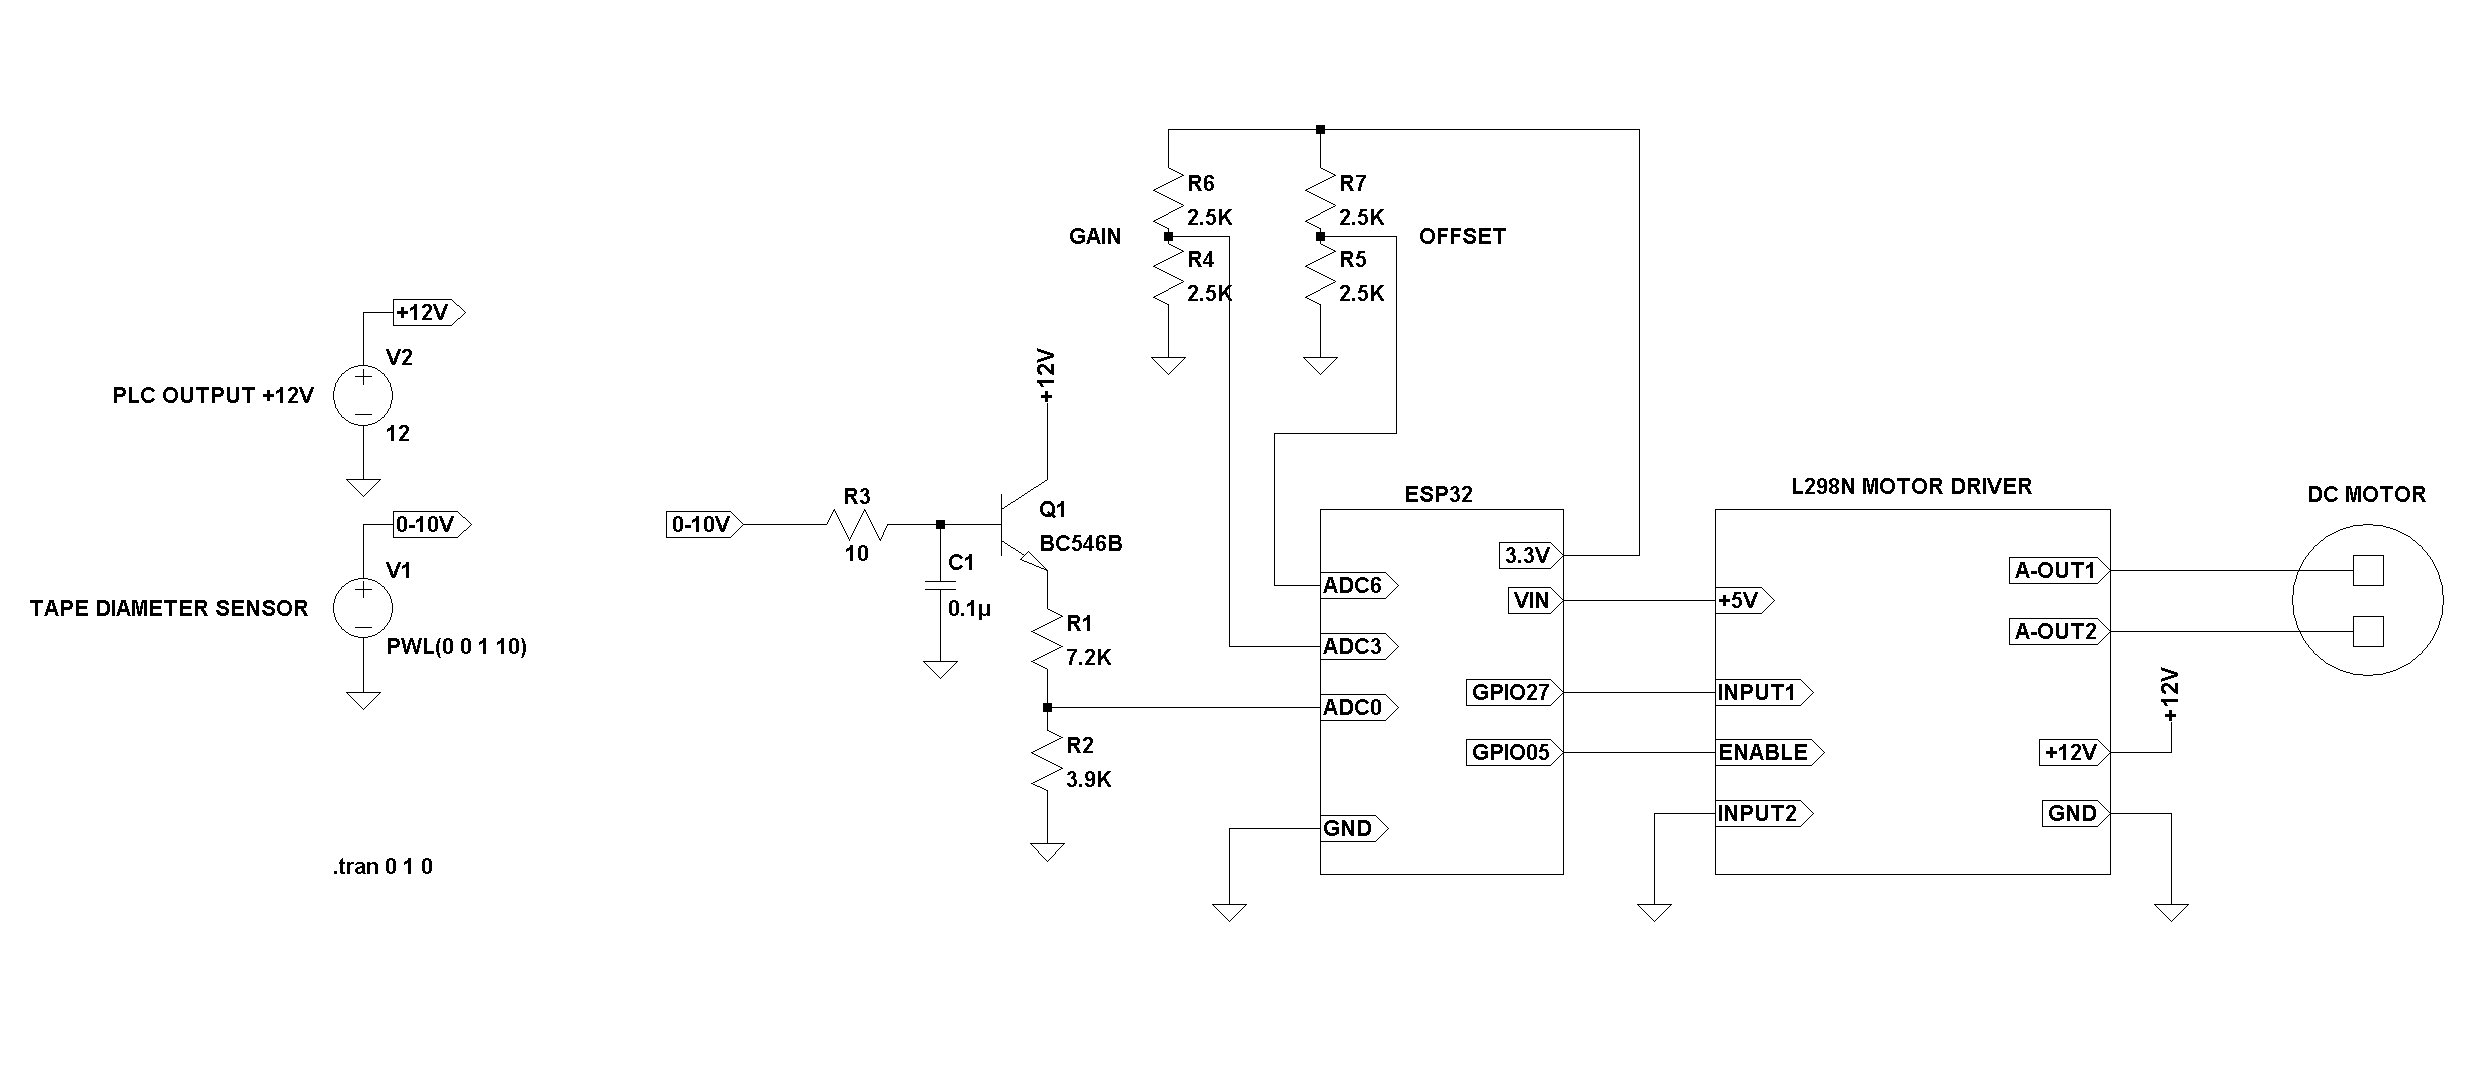 R6
2.5K
R7
2.5K
GAIN
OFFSET
R4
2.5K
R5
2.5K
+12V
V2
PLC OUTPUT +12V
12
+12V
0-10V
V1
TAPE DIAMETER SENSOR
PWL(0 0 1 10)
.tran 0 1 0
0-10V
R3
10
C1
0.1µ
Q1
BC546B
R1
7.2K
R2
3.9K
ESP32
3.3V
ADC6
VIN
ADC3
GPIO27
ADC0
GPIO05
GND
L298N MOTOR DRIVER
A-OUT1
+5V
A-OUT2
INPUT1
ENABLE
+12V
INPUT2
GND
+12V
DC MOTOR